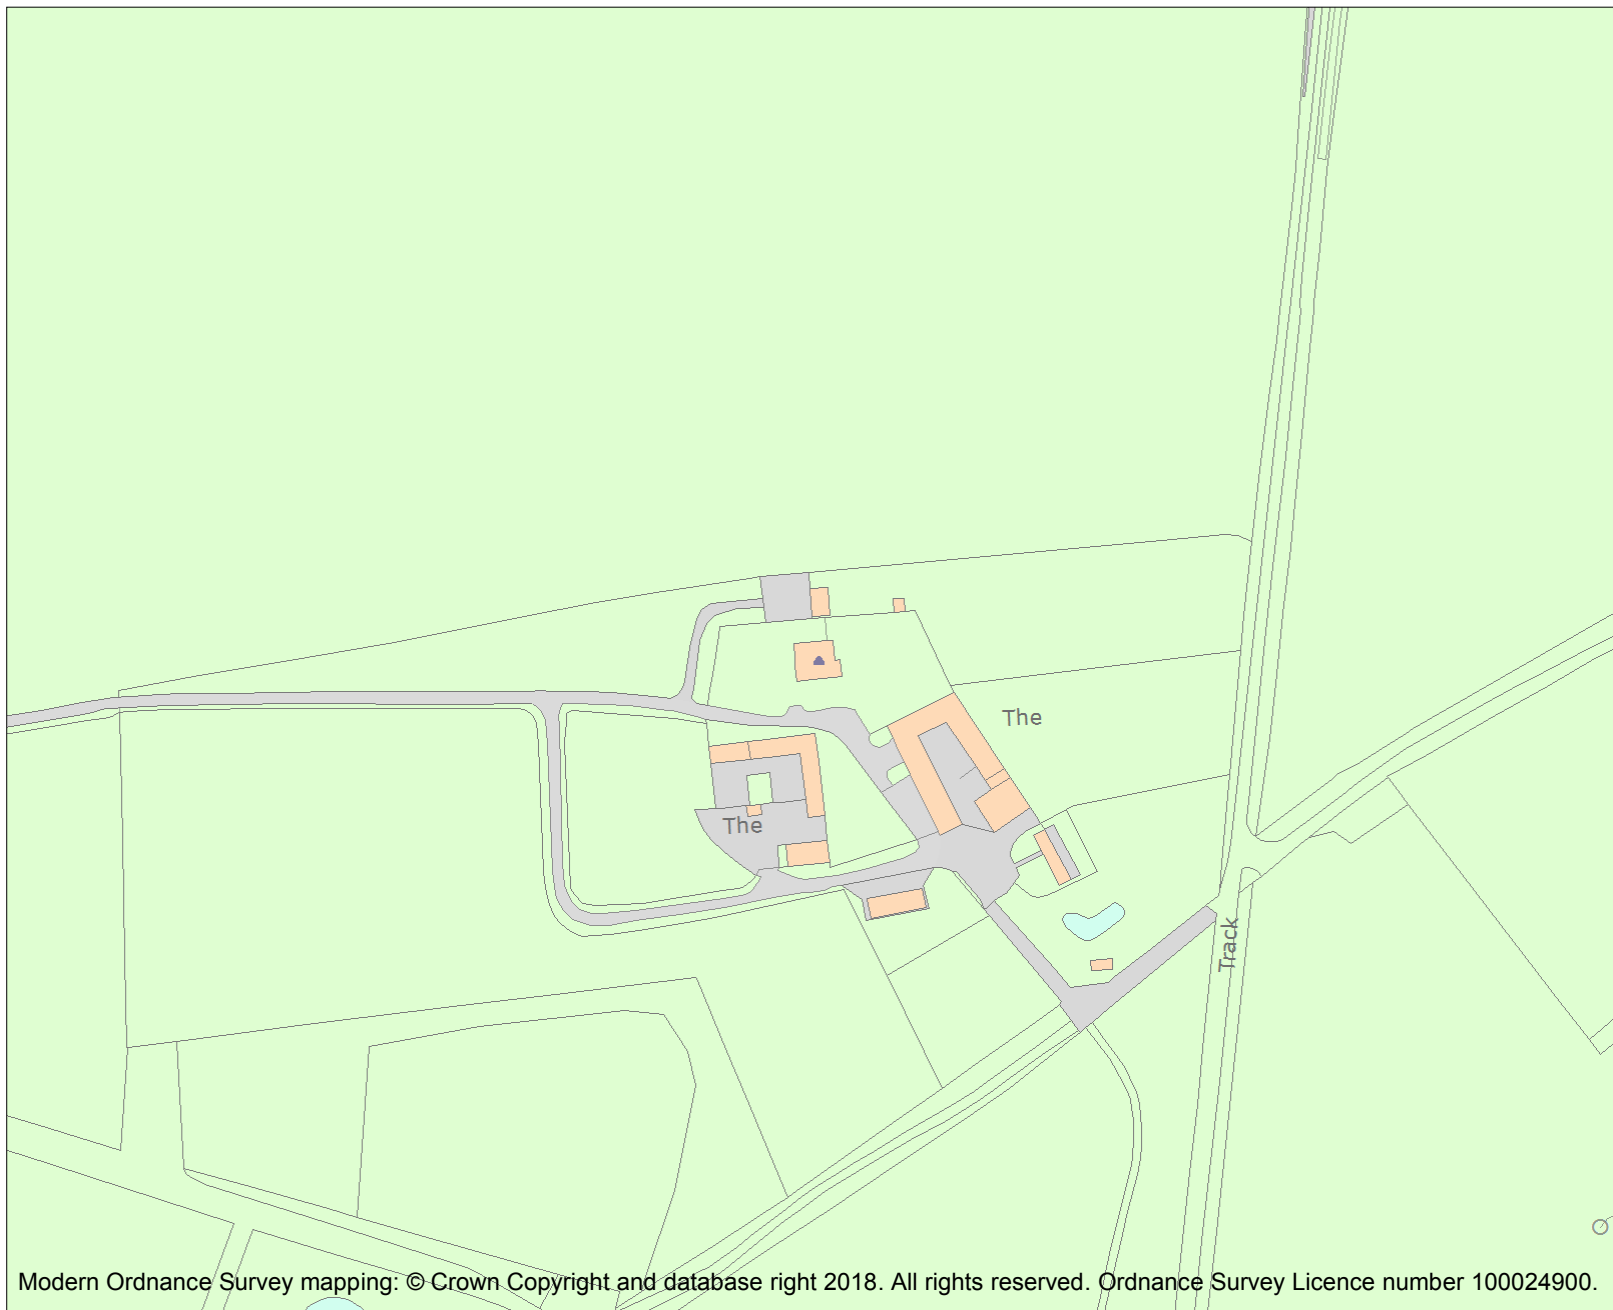 The
The
Track
Modern Ordnance Survey mapping: © Crown Copyright and database right 2018. All rights reserved. Ordnance Survey Licence number 100024900.